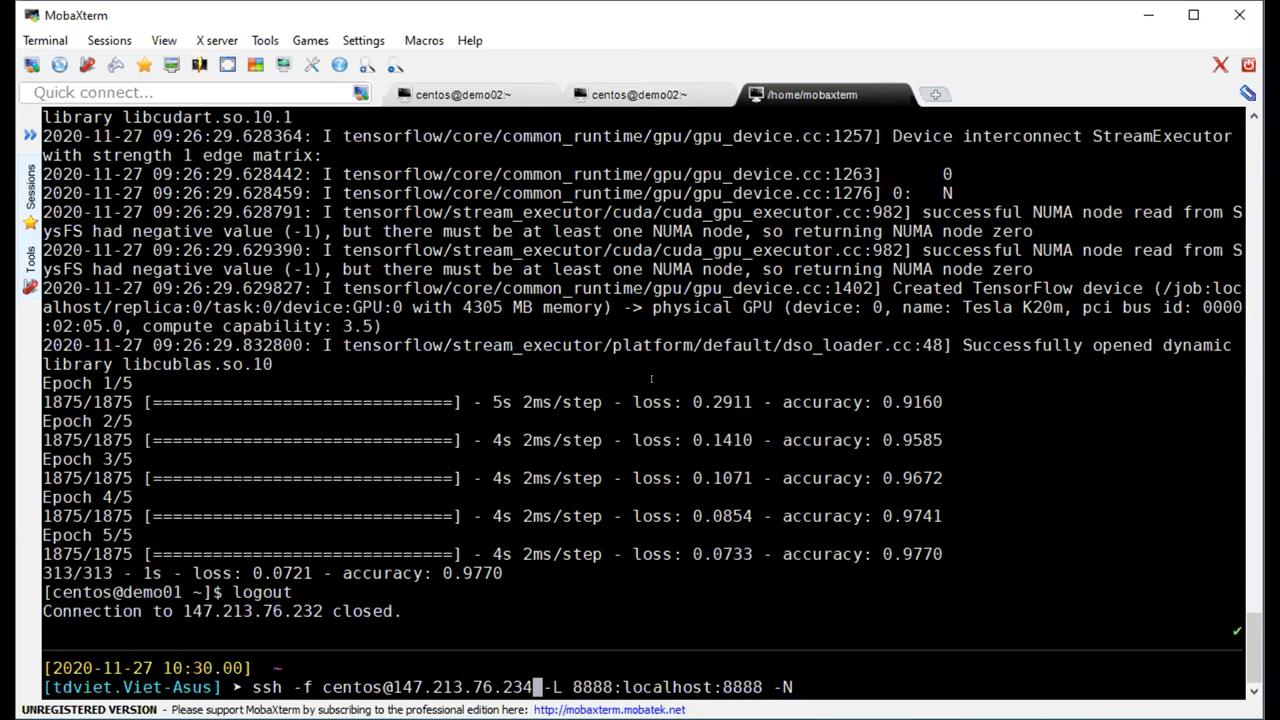 MobaXterm
Terminal Sessions View X server Tools Games Settings Macros Help
Quick connect...
centos@demo02:~ centos@demo02:~ /home/mobaxterm
Sessions
Tools
library libcudart.so.10.1
2020-11-27 09:26:29.628364: I tensorflow/core/common_runtime/gpu/gpu_device.cc:1257] Device interconnect StreamExecutor
with strength 1 edge matrix:
2020-11-27 09:26:29.628442: I tensorflow/core/common_runtime/gpu/gpu_device.cc:1263]      0
2020-11-27 09:26:29.628459: I tensorflow/core/common_runtime/gpu/gpu_device.cc:1276] 0:   N
2020-11-27 09:26:29.628791: I tensorflow/stream_executor/cuda/cuda_gpu_executor.cc:982] successful NUMA node read from S
ysFS had negative value (-1), but there must be at least one NUMA node, so returning NUMA node zero
2020-11-27 09:26:29.629390: I tensorflow/stream_executor/cuda/cuda_gpu_executor.cc:982] successful NUMA node read from S
ysFS had negative value (-1), but there must be at least one NUMA node, so returning NUMA node zero
2020-11-27 09:26:29.629827: I tensorflow/core/common_runtime/gpu/gpu_device.cc:1402] Created TensorFlow device (/job:loc
alhost/replica:0/task:0/device:GPU:0 with 4305 MB memory) -> physical GPU (device: 0, name: Tesla K20m, pci bus id: 0000
:02:05.0, compute capability: 3.5)
2020-11-27 09:26:29.832800: I tensorflow/stream_executor/platform/default/dso_loader.cc:48] Successfully opened dynamic
library libcublas.so.10
Epoch 1/5
1875/1875 [==============================] - 5s 2ms/step - loss: 0.2911 - accuracy: 0.9160
Epoch 2/5
1875/1875 [==============================] - 4s 2ms/step - loss: 0.1410 - accuracy: 0.9585
Epoch 3/5
1875/1875 [==============================] - 4s 2ms/step - loss: 0.1071 - accuracy: 0.9672
Epoch 4/5
1875/1875 [==============================] - 4s 2ms/step - loss: 0.0854 - accuracy: 0.9741
Epoch 5/5
1875/1875 [==============================] - 4s 2ms/step - loss: 0.0733 - accuracy: 0.9770
313/313 - 1s - loss: 0.0721 - accuracy: 0.9770
[centos@demo01 ~]$ logout
Connection to 147.213.76.232 closed.
[2020-11-27 10:30.00]  ~
[tdviet.Viet-Asus] ➤ ssh -f centos@147.213.76.234 -L 8888:localhost:8888 -N
UNREGISTERED VERSION - Please support MobaXterm by subscribing to the professional edition here: http://mobaxterm.mobatek.net